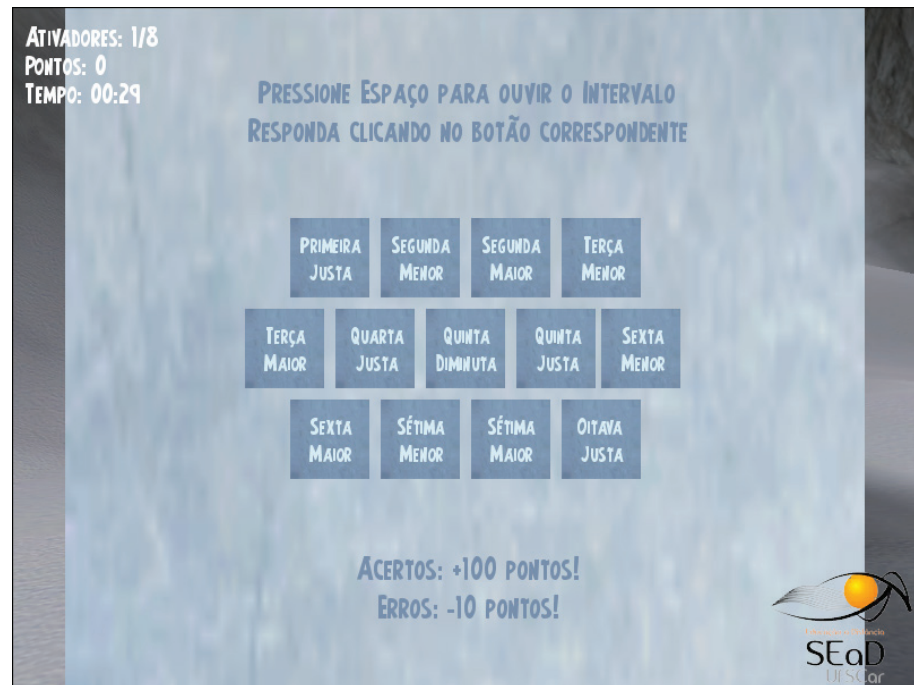 ATIVADORES: 1/8
PONTOS: 0
TEMPO: 00:29
PRESSIONE ESPAÇO PARA OUVIR O INTERVALO
RESPONDA CLICANDO NO BOTÃO CORRESPONDENTE
PRIMEIRA JUSTA
SEGUNDA MENOR
SEGUNDA MAIOR
TERÇA MENOR
TERÇA MAIOR
QUARTA JUSTA
QUINTA DIMINUTA
QUINTA JUSTA
SEXTA MENOR
SEXTA MAIOR
SÉTIMA MENOR
SÉTIMA MAIOR
OITAVA JUSTA
ACERTOS: +100 PONTOS!
ERROS: -10 PONTOS!
SEaD
UFSCar